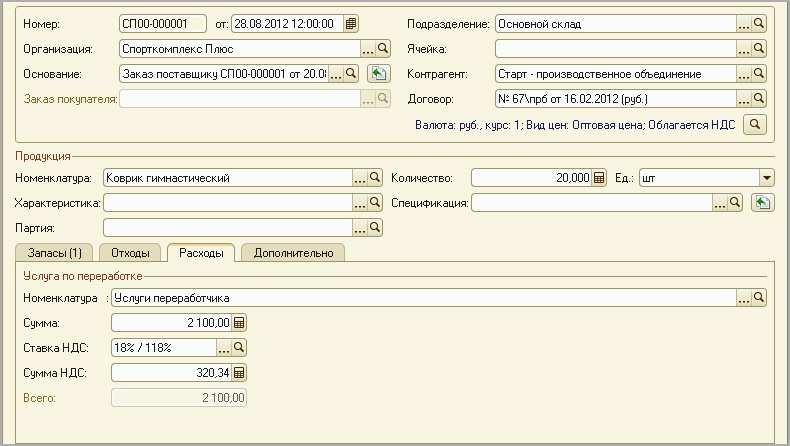 Номер: СП00-000001 от: 28.08.2012 12:00:00 Подразделение: Основной склад
Организация: Спорткомплекс Плюс Ячейка:
Основание: Заказ поставщику СП00-000001 от 20.08 Контрагент: Старт - производственное объединение
Заказ покупателя: Договор: № 67\прб от 16.02.2012 (руб.)
Валюта: руб., курс: 1; Вид цен: Оптовая цена; Облагается НДС
Продукция
Номенклатура: Коврик гимнастический Количество: 20,000 Ед.: шт
Характеристика: Спецификация:
Партия:
Запасы (1) Отходы Расходы Дополнительно
Услуга по переработке
Номенклатура : Услуги переработчика
Сумма: 2 100,00
Ставка НДС: 18% / 118%
Сумма НДС: 320,34
Всего: 2 100,00